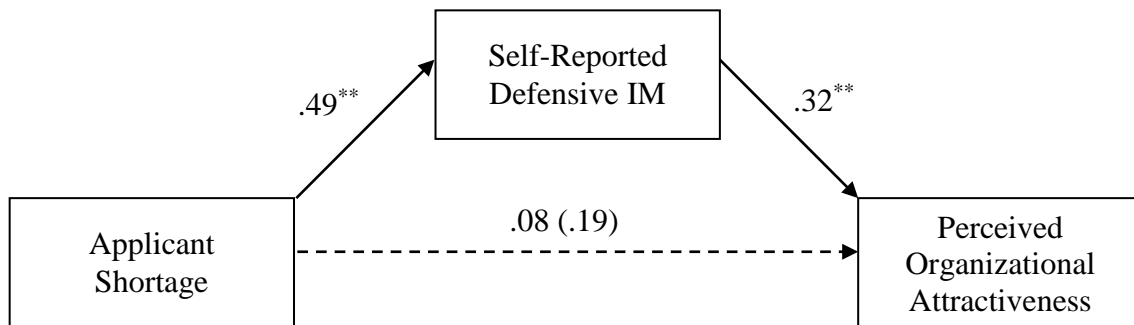 Self-Reported
Defensive IM
.49**
.32**
.08 (.19)
Applicant
Shortage
Perceived
Organizational
Attractiveness